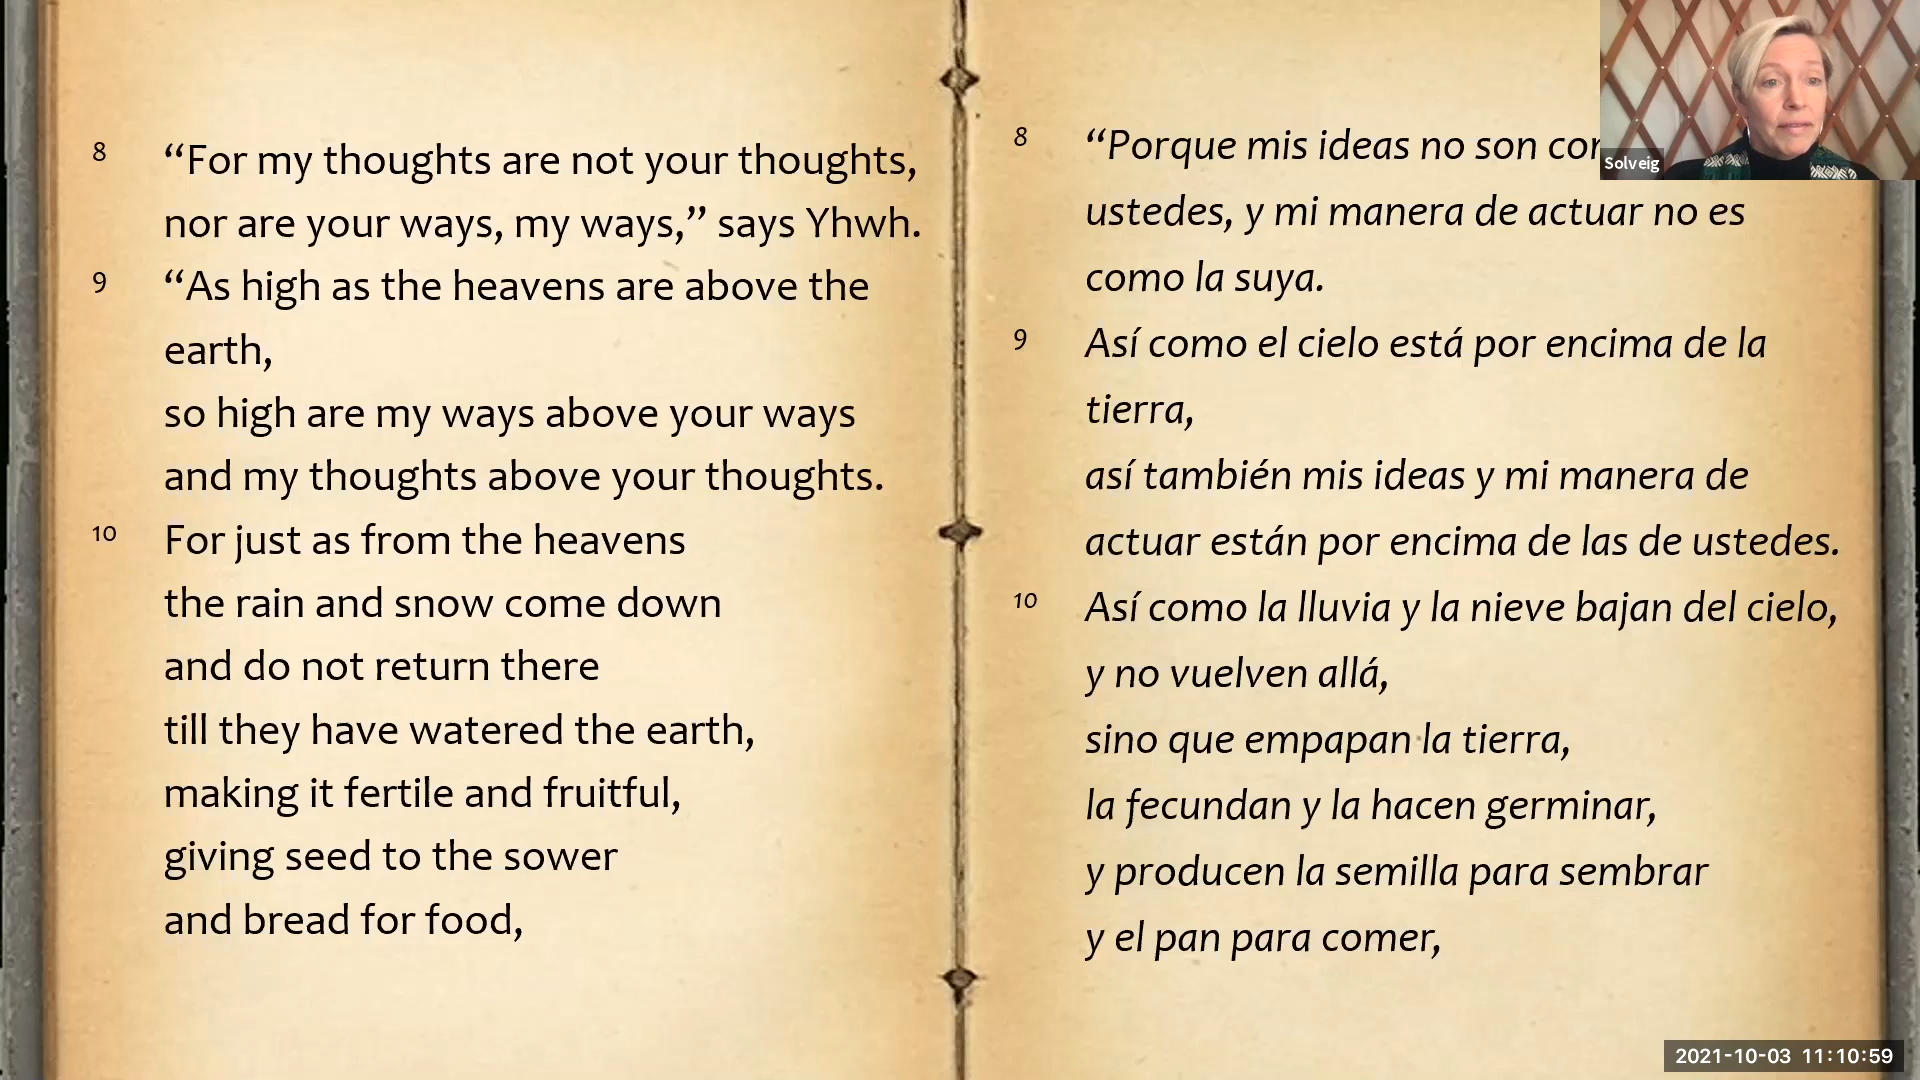 8 “For my thoughts are not your thoughts,
nor are your ways, my ways,” says Yhwh.
9 “As high as the heavens are above the
earth,
so high are my ways above your ways
and my thoughts above your thoughts.
10 For just as from the heavens
the rain and snow come down
and do not return there
till they have watered the earth,
making it fertile and fruitful,
giving seed to the sower
and bread for food,
8 “Porque mis ideas no son
ustedes, y mi manera de actuar no es
como la suya.
9 Así como el cielo está por encima de la
tierra,
así también mis ideas y mi manera de
actuar están por encima de las de ustedes.
10 Así como la lluvia y la nieve bajan del cielo,
y no vuelven allá,
sino que empapan la tierra,
la fecundan y la hacen germinar,
y producen la semilla para sembrar
y el pan para comer,
Solveig
2021-10-03 11:10:59